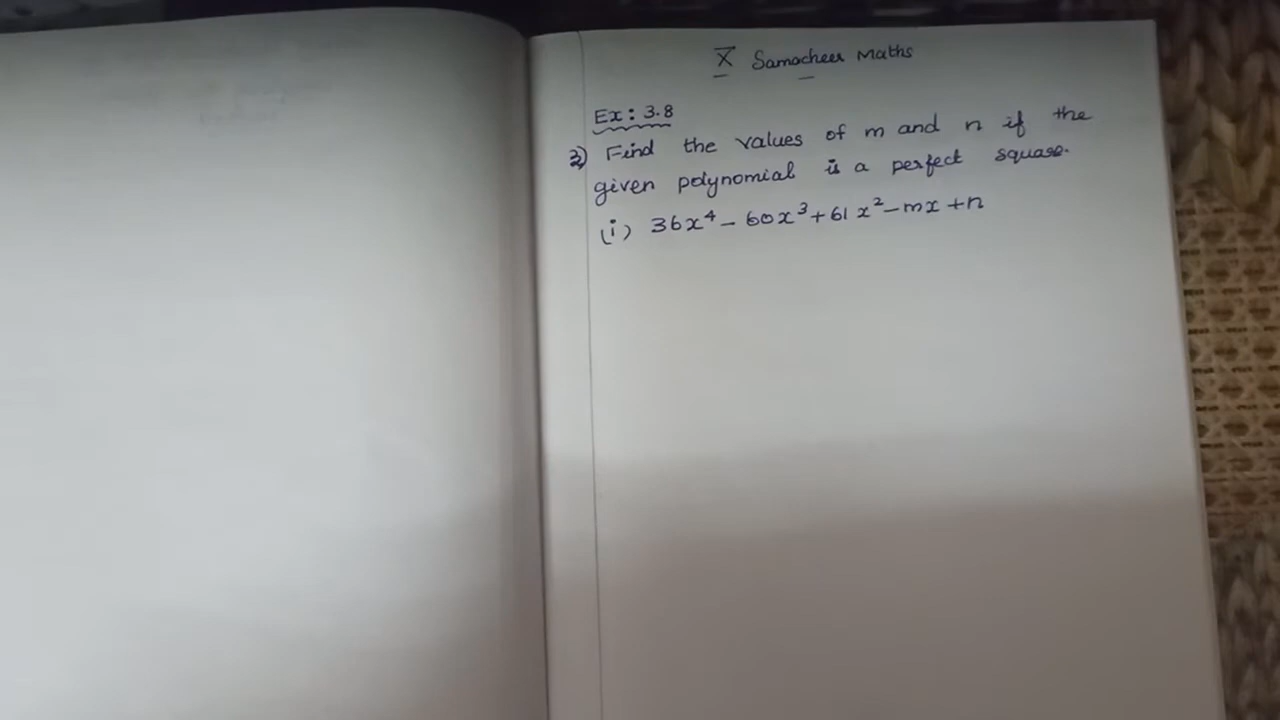 X Samacheer Maths
Ex: 3.8
3) Find the values of m and n if the
given polynomial is a perfect square.
(i) 36x⁴ - 60x³ + 61x² - mx + n